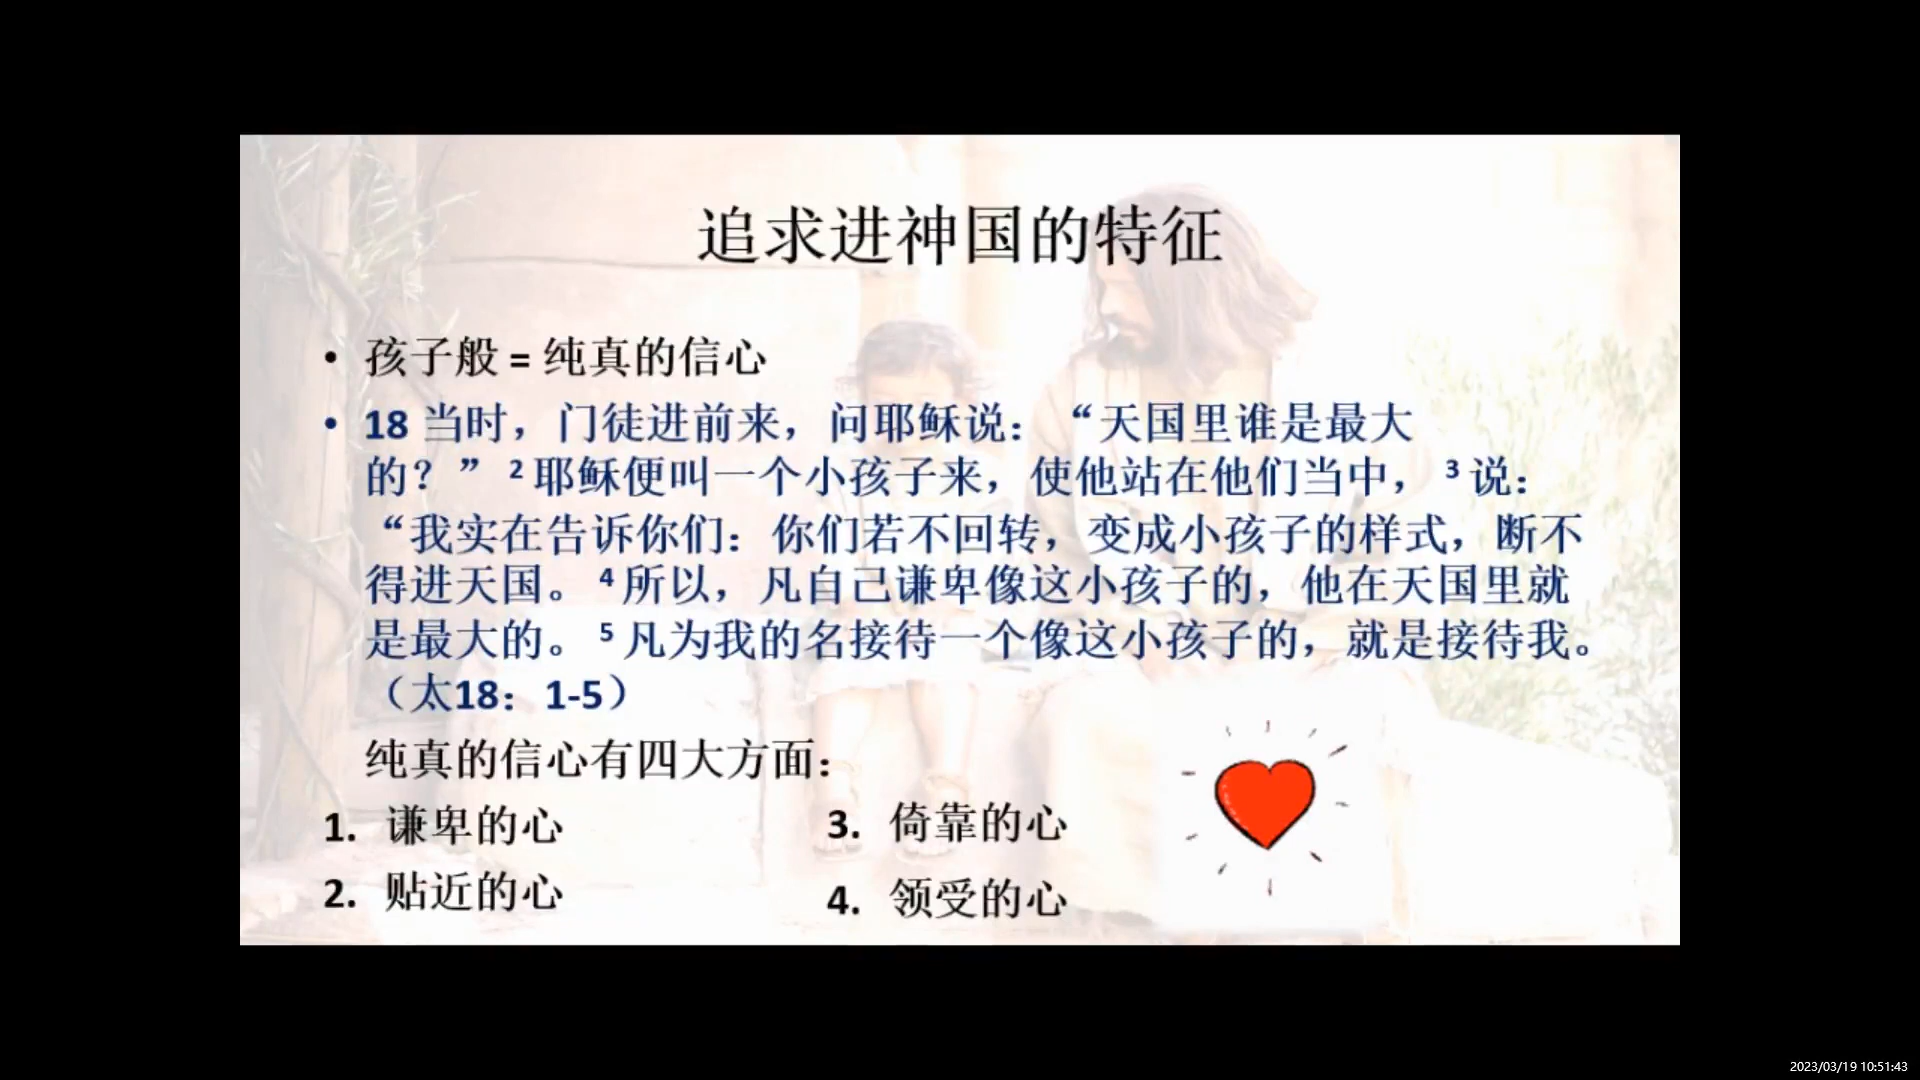 追求进神国的特征
• 孩子般 = 纯真的信心
• 18 当时，门徒进前来，问耶稣说：“天国里谁是最大
的？” 2 耶稣便叫一个小孩子来，使他站在他们当中， 3 说：
“我实在告诉你们：你们若不回转，变成小孩子的样式，断不
得进天国。 4 所以，凡自己谦卑像这小孩子的，他在天国里就
是最大的。 5 凡为我的名接待一个像这小孩子的，就是接待我。
（太18：1-5）
纯真的信心有四大方面：
1. 谦卑的心
2. 贴近的心
3. 倚靠的心
4. 领受的心
2023/03/19 10:51:43